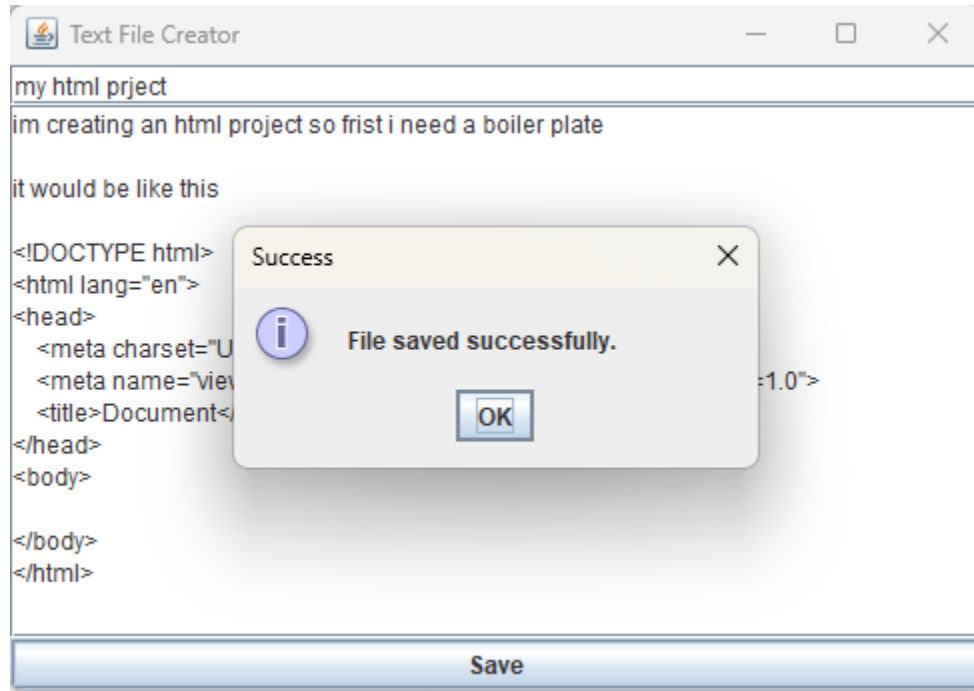 Text File Creator
my html prject
im creating an html project so frist i need a boiler plate
it would be like this
<!DOCTYPE html>
<html lang="en">
<head>
<meta charset="U
<meta name="view
=1.0">
<title>Document</
</head>
<body>
</body>
</html>
Success
File saved successfully.
OK
Save